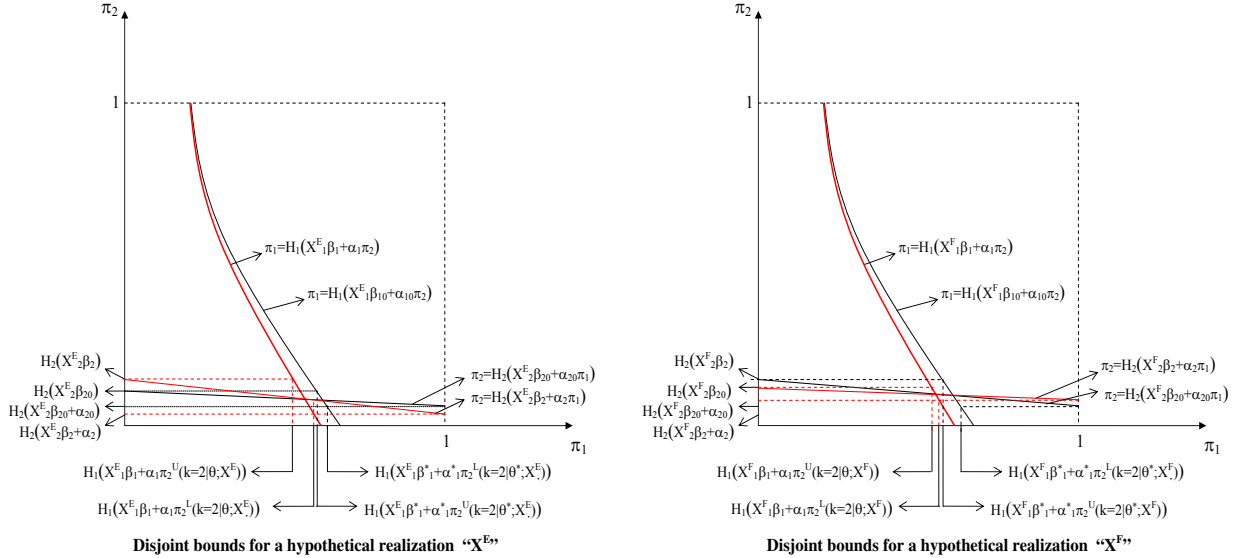 π₂
1
π₁=H₁(Xᴱ₁β₁+α₁π₂)
π₁=H₁(Xᴱ₁β₁₀+α₁₀π₂)
H₂(Xᴱ₂β₂)
H₂(Xᴱ₂β₂₀)
H₂(Xᴱ₂β₂₀+α₂₀)
H₂(Xᴱ₂β₂+α₂)
π₂=H₂(Xᴱ₂β₂₀+α₂₀π₁)
π₂=H₂(Xᴱ₂β₂+α₂π₁)
1
π₁
H₁(Xᴱ₁β₁+α₁π₂ᵁ(k=2|θ;Xᴱ))
H₁(Xᴱ₁β*₁+α*₁π₂ᴸ(k=2|θ*;Xᴱ))
H₁(Xᴱ₁β₁+α₁π₂ᴸ(k=2|θ;Xᴱ))
H₁(Xᴱ₁β*₁+α*₁π₂ᵁ(k=2|θ*;Xᴱ))
Disjoint bounds for a hypothetical realization “Xᴱ”
π₂
1
π₁=H₁(Xꟳ₁β₁+α₁π₂)
π₁=H₁(Xꟳ₁β₁₀+α₁₀π₂)
H₂(Xꟳ₂β₂)
H₂(Xꟳ₂β₂₀)
H₂(Xꟳ₂β₂₀+α₂₀)
H₂(Xꟳ₂β₂+α₂)
π₂=H₂(Xꟳ₂β₂+α₂π₁)
π₂=H₂(Xꟳ₂β₂₀+α₂₀π₁)
1
π₁
H₁(Xꟳ₁β₁+α₁π₂ᵁ(k=2|θ;Xꟳ))
H₁(Xꟳ₁β*₁+α*₁π₂ᴸ(k=2|θ*;Xꟳ))
H₁(Xꟳ₁β₁+α₁π₂ᴸ(k=2|θ;Xꟳ))
H₁(Xꟳ₁β*₁+α*₁π₂ᵁ(k=2|θ*;Xꟳ))
Disjoint bounds for a hypothetical realization “Xꟳ”